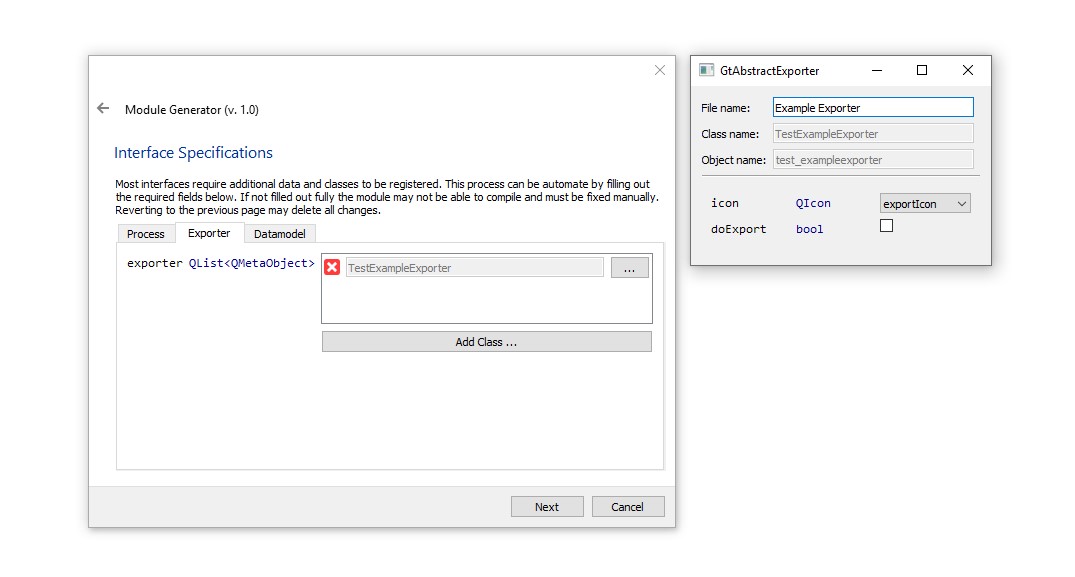 Module Generator (v. 1.0)
Interface Specifications
Most interfaces require additional data and classes to be registered. This process can be automate by filling out
the required fields below. If not filled out fully the module may not be able to compile and must be fixed manually.
Reverting to the previous page may delete all changes.
Process Exporter Datamodel
exporter QList<QMetaObject> TestExampleExporter ...
Add Class ...
Next Cancel
GtAbstractExporter
File name: Example Exporter
Class name: TestExampleExporter
Object name: test_exampleexporter
icon QIcon exportIcon
doExport bool